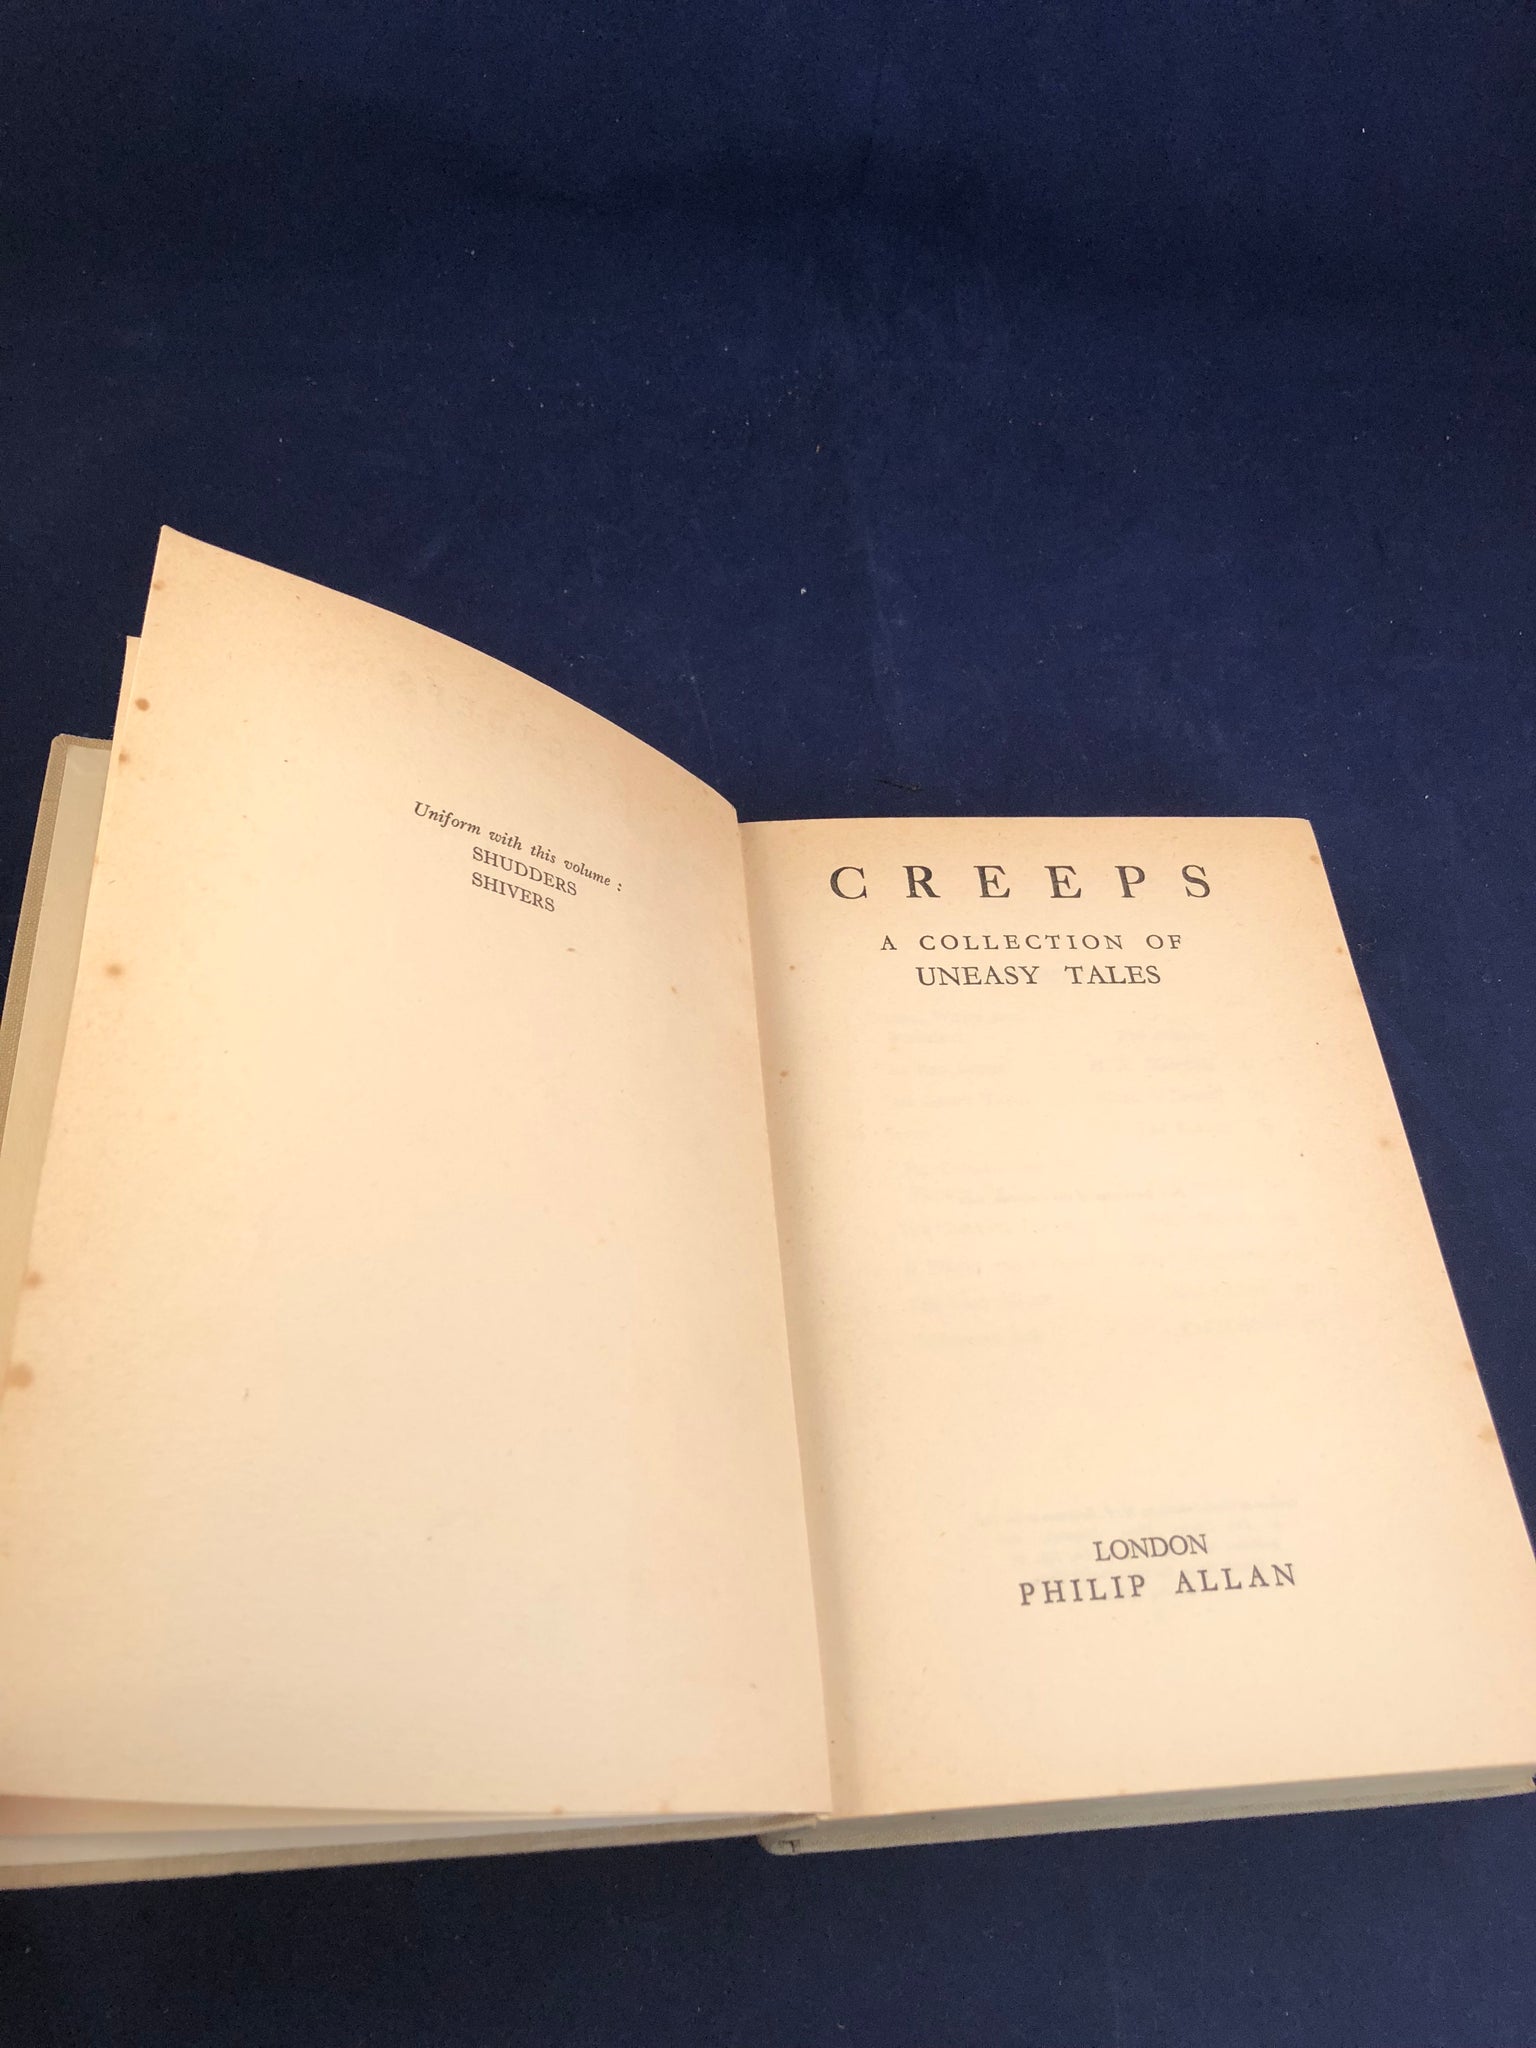 Uniform with this volume :
SHUDDERS
SHIVERS
CREEPS
A COLLECTION OF
UNEASY TALES
LONDON
PHILIP ALLAN